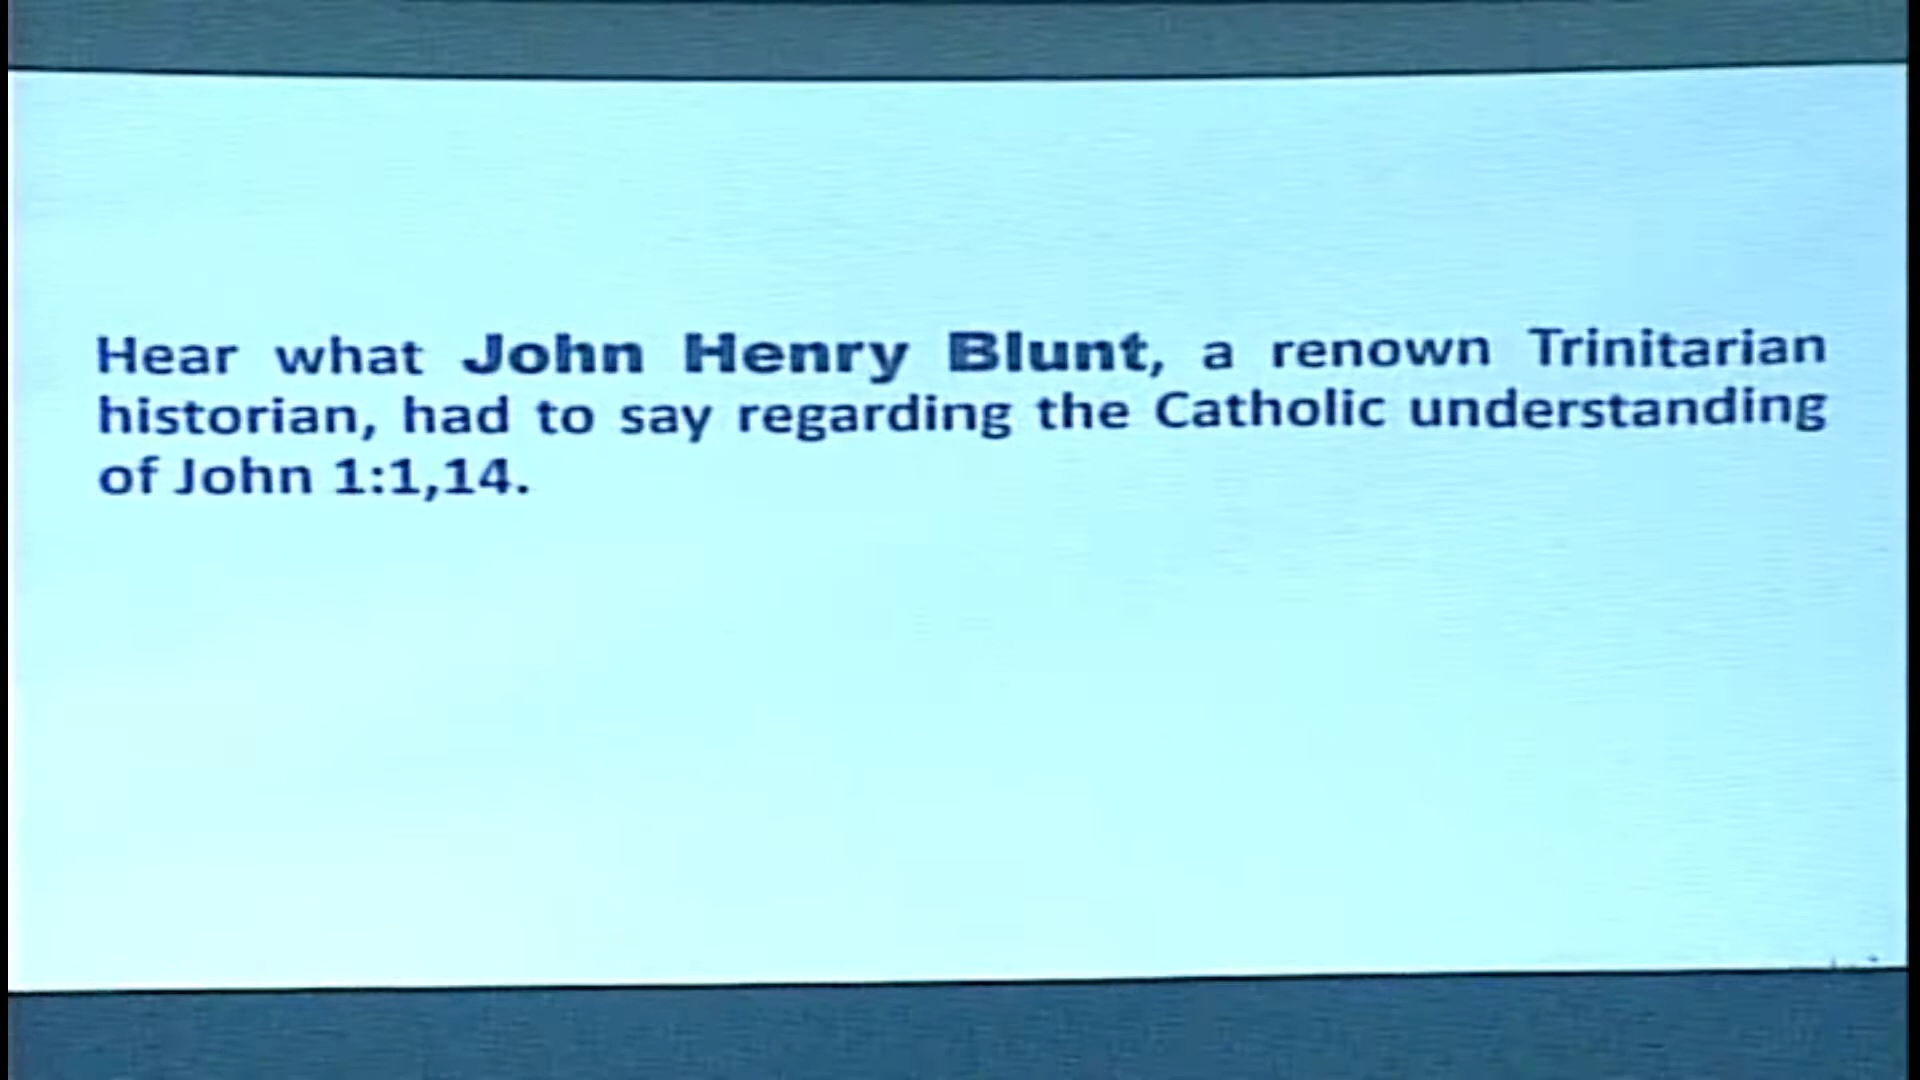 Hear what John Henry Blunt, a renown Trinitarian
historian, had to say regarding the Catholic understanding
of John 1:1,14.